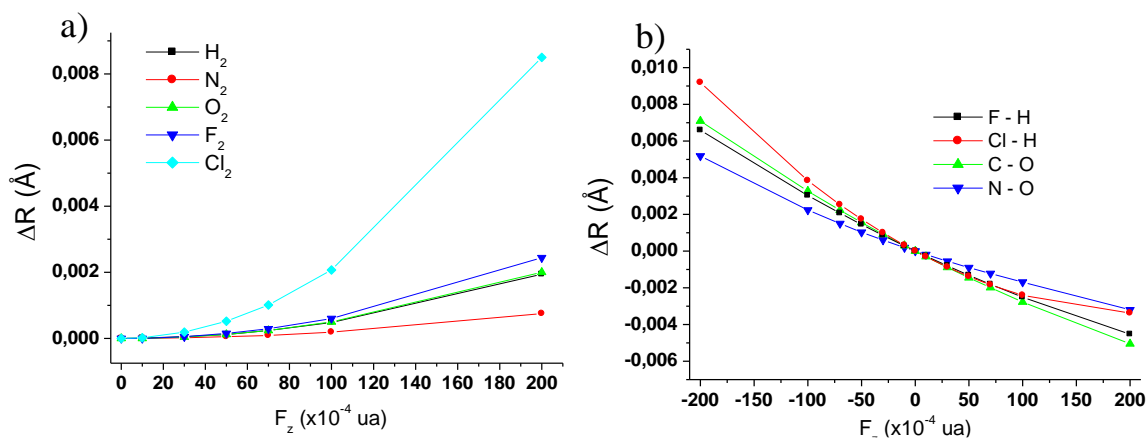 a)
H2
N2
O2
F2
Cl2
0,008
0,006
0,004
0,002
0,000
ΔR (Å)
0 20 40 60 80 100 120 140 160 180 200
Fz (x10-4 ua)
b)
F - H
Cl - H
C - O
N - O
0,010
0,008
0,006
0,004
0,002
0,000
-0,002
-0,004
-0,006
ΔR (Å)
-200 -150 -100 -50 0 50 100 150 200
Fz (x10-4 ua)